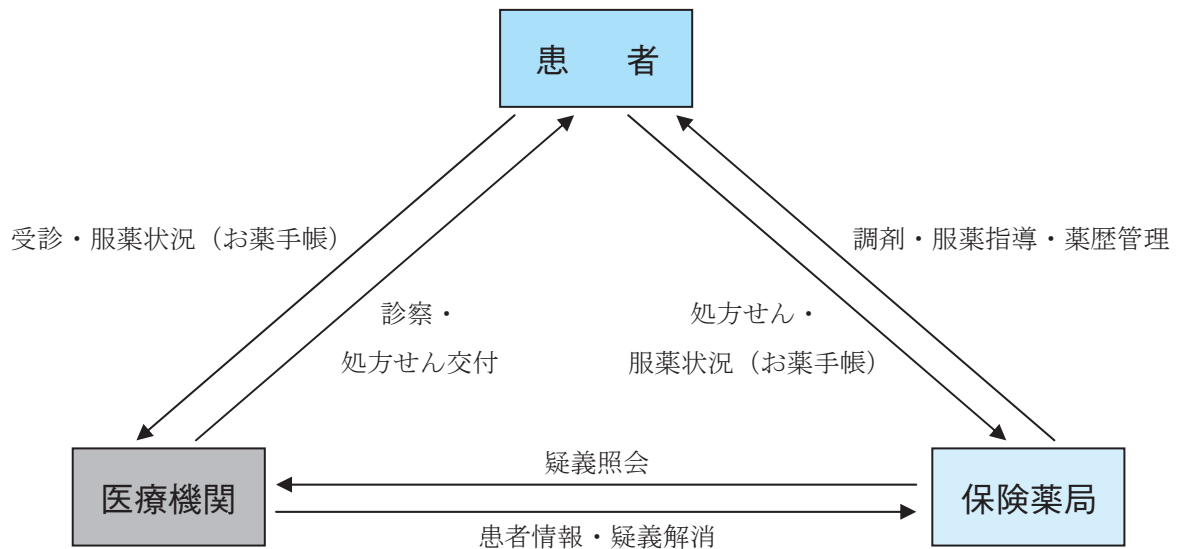 患　者
受診・服薬状況（お薬手帳）
調剤・服薬指導・薬歴管理
診察・
処方せん交付
処方せん・
服薬状況（お薬手帳）
疑義照会
医療機関
保険薬局
患者情報・疑義解消